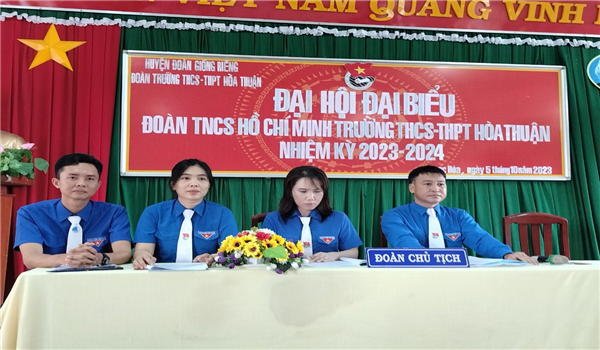 VIỆT NAM QUANG VINH
HUYỆN ĐOÀN GIỒNG RIỀNG
ĐOÀN TRƯỜNG THCS-THPT HÒA THUẬN
ĐẠI HỘI ĐẠI BIỂU
ĐOÀN TNCS HỒ CHÍ MINH TRƯỜNG THCS-THPT HÒA THUẬN
NHIỆM KỲ 2023-2024
, ngày 5 tháng 10 năm 2023
ĐOÀN CHỦ TỊCH